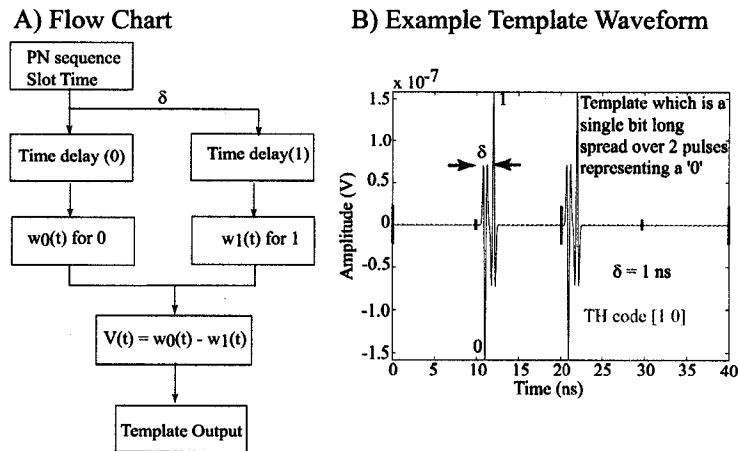 A) Flow Chart
PN sequence
Slot Time
δ
Time delay (0)
Time delay(1)
w0(t) for 0
w1(t) for 1
V(t) = w0(t) - w1(t)
Template Output
B) Example Template Waveform
x 10-7
1.5
1.0
0.5
0
-0.5
-1.0
-1.5
Amplitude (V)
1
δ
0
Template which is a
single bit long
spread over 2 pulses
representing a '0'
δ = 1 ns
TH code [1 0]
0
5
10
15
20
25
30
35
40
Time (ns)